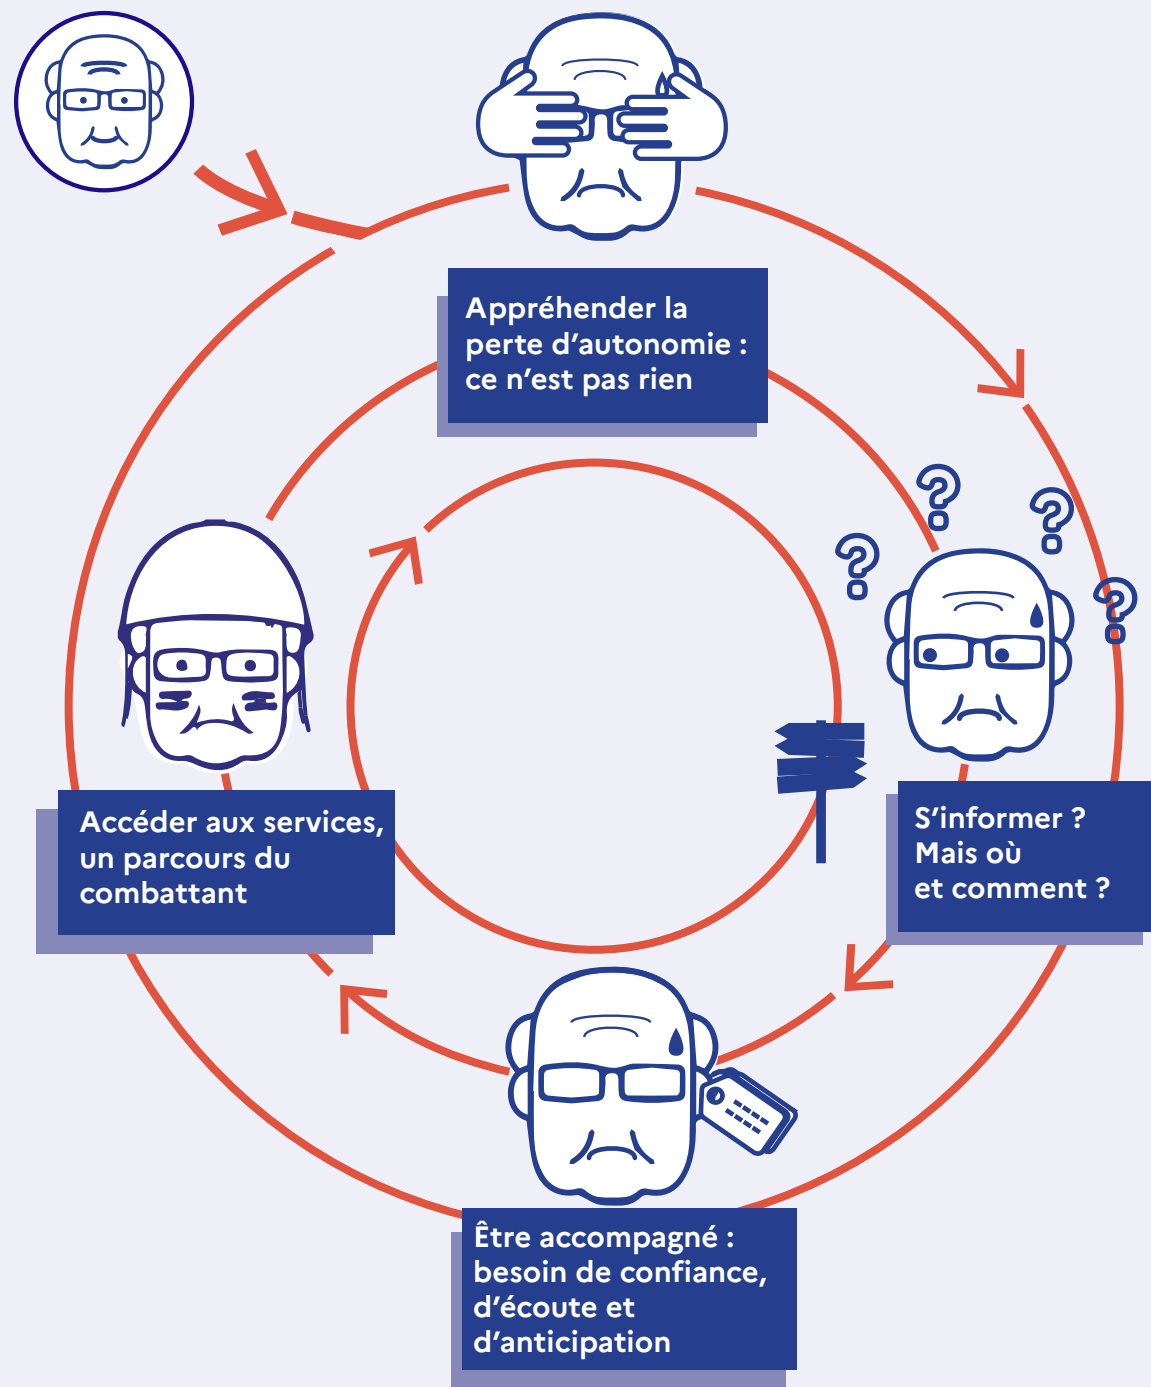 Appréhender la
perte d’autonomie :
ce n’est pas rien
S’informer ?
Mais où
et comment ?
Être accompagné :
besoin de confiance,
d’écoute et
d’anticipation
Accéder aux services,
un parcours du
combattant